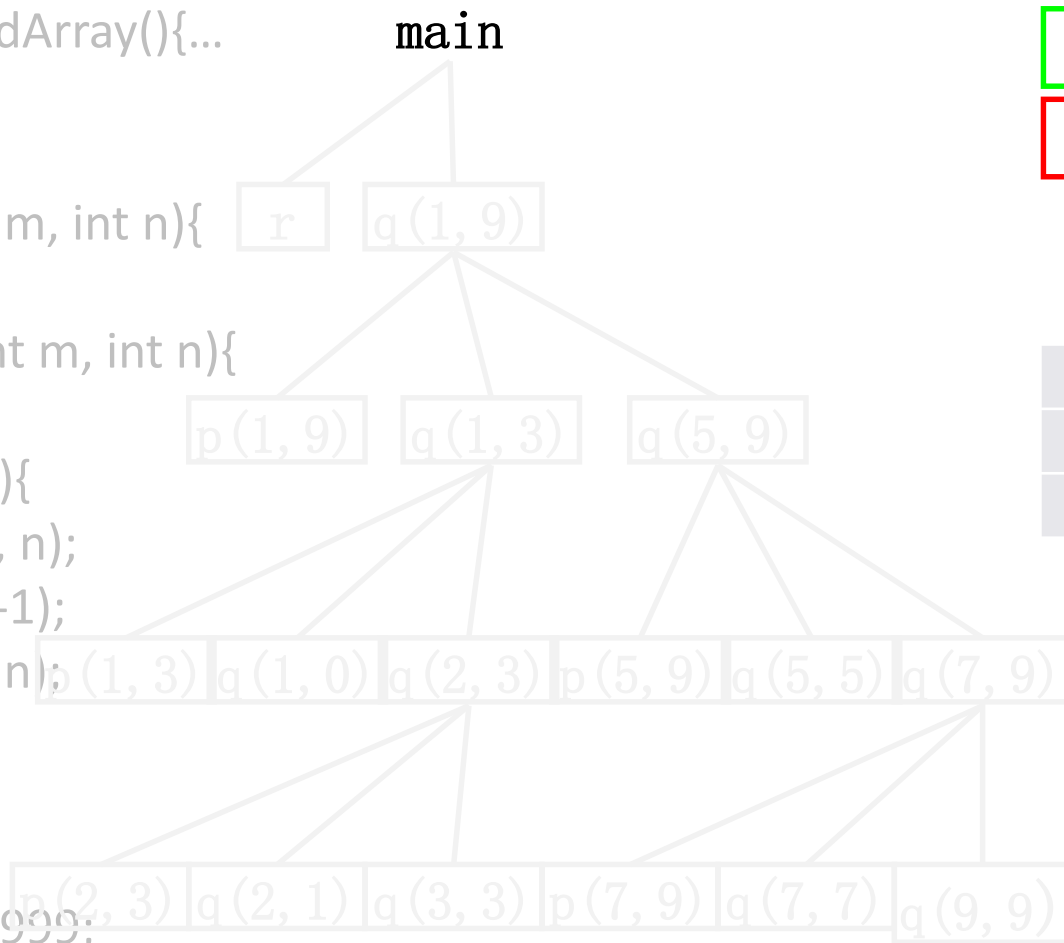 dArray(){...
main
m, int n){
r
q(1,9)
nt m, int n){
p(1,9)
q(1,3)
q(5,9)
){
, n);
-1);
n);
p(1,3)
q(1,0)
q(2,3)
p(5,9)
q(5,5)
q(7,9)
p(2,3)
q(2,1)
q(3,3)
p(7,9)
q(7,7)
q(9,9)
999;